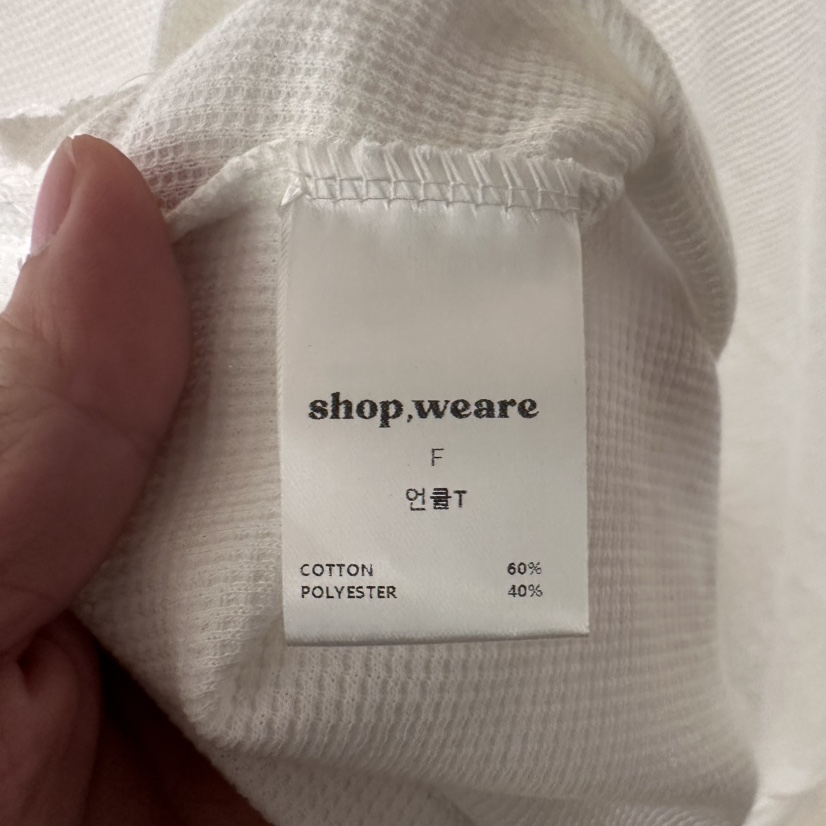 shop,weare
F
언쿨T
COTTON 60%
POLYESTER 40%